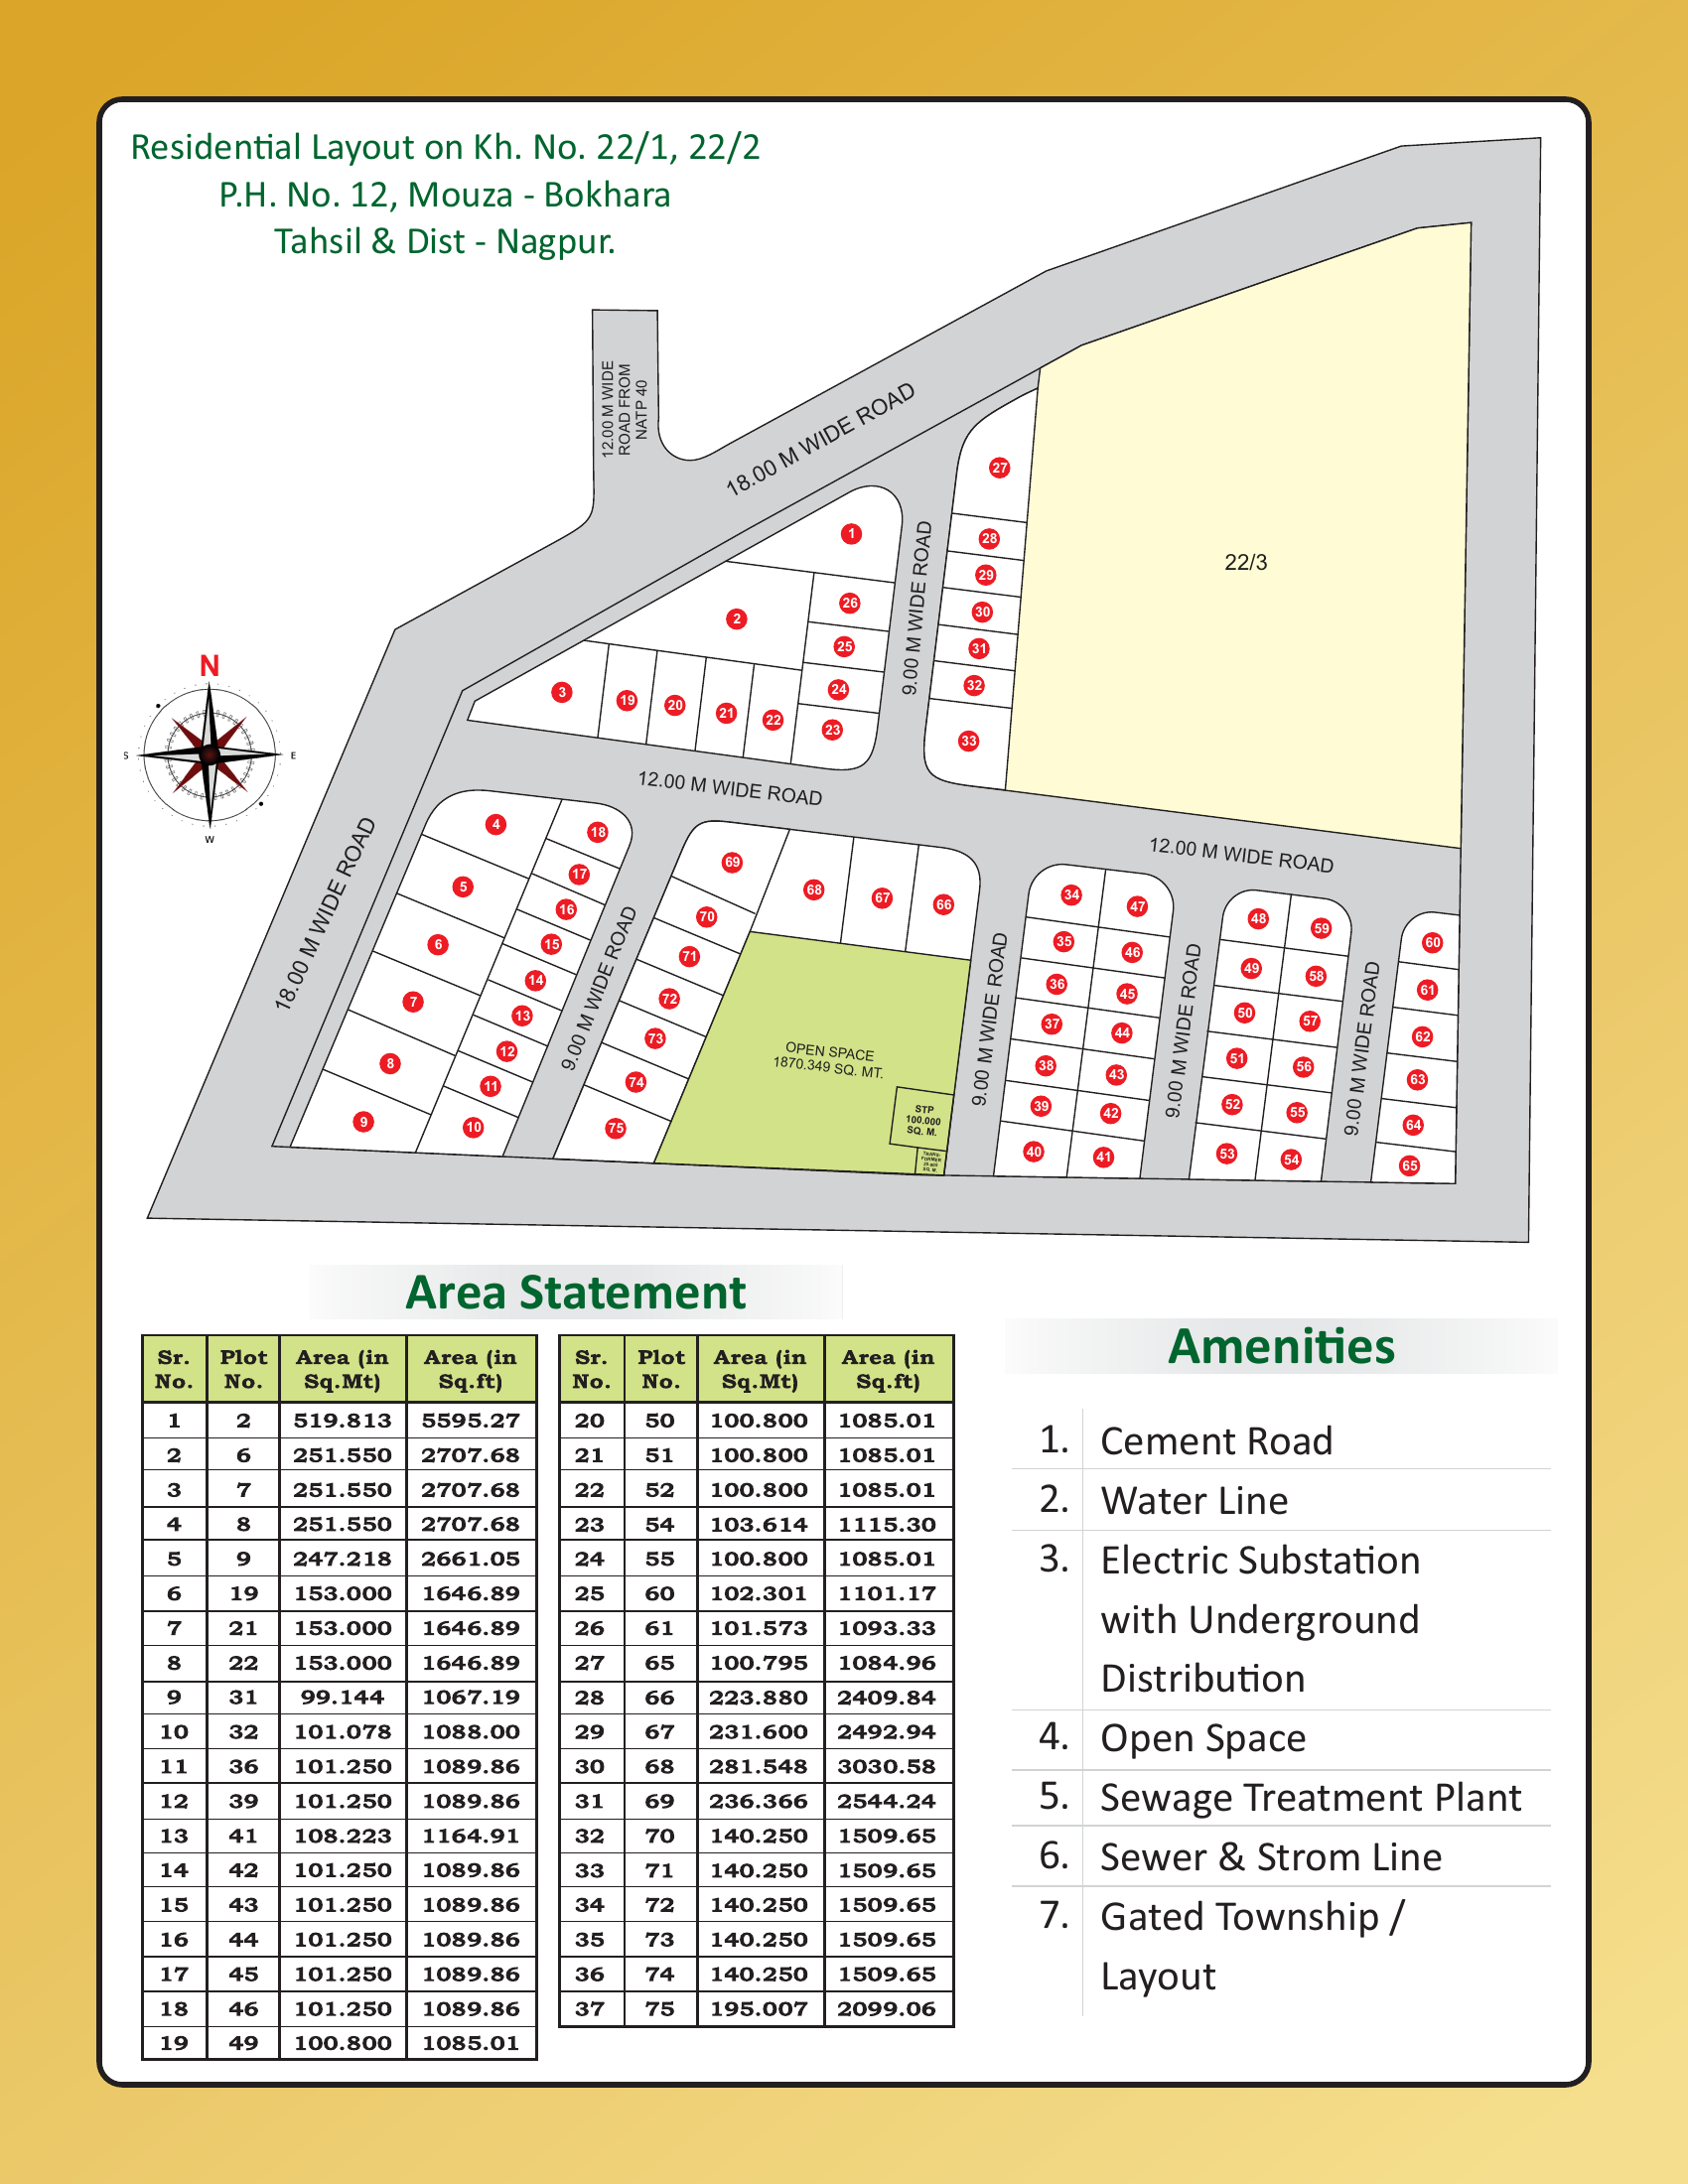 Residential Layout on Kh. No. 22/1, 22/2
P.H. No. 12, Mouza - Bokhara
Tahsil & Dist - Nagpur.
12.00 M WIDE
ROAD FROM
NATP 40
18.00 M WIDE ROAD
27
1
28
9.00 M WIDE ROAD
22/3
29
26
30
2
25
31
N
3
24
32
19
20
21
22
23
33
S
E
W
12.00 M WIDE ROAD
4
18
12.00 M WIDE ROAD
18.00 M WIDE ROAD
69
17
5
68
67
66
34
47
16
70
48
59
6
15
71
35
46
60
14
49
58
7
72
36
45
61
13
50
57
9.00 M WIDE ROAD
73
37
44
62
12
OPEN SPACE
1870.349 SQ. MT.
9.00 M WIDE ROAD
9.00 M WIDE ROAD
9.00 M WIDE ROAD
8
38
43
51
56
63
11
74
STP
100.000
SQ. M.
39
42
52
55
64
9
10
75
40
41
53
54
65
Area Statement
Sr. No. Plot No. Area (in Sq.Mt) Area (in Sq.ft)
1 2 519.813 5595.27
2 6 251.550 2707.68
3 7 251.550 2707.68
4 8 251.550 2707.68
5 9 247.218 2661.05
6 19 153.000 1646.89
7 21 153.000 1646.89
8 22 153.000 1646.89
9 31 99.144 1067.19
10 32 101.078 1088.00
11 36 101.250 1089.86
12 39 101.250 1089.86
13 41 108.223 1164.91
14 42 101.250 1089.86
15 43 101.250 1089.86
16 44 101.250 1089.86
17 45 101.250 1089.86
18 46 101.250 1089.86
19 49 100.800 1085.01
Sr. No. Plot No. Area (in Sq.Mt) Area (in Sq.ft)
20 50 100.800 1085.01
21 51 100.800 1085.01
22 52 100.800 1085.01
23 54 103.614 1115.30
24 55 100.800 1085.01
25 60 102.301 1101.17
26 61 101.573 1093.33
27 65 100.795 1084.96
28 66 223.880 2409.84
29 67 231.600 2492.94
30 68 281.548 3030.58
31 69 236.366 2544.24
32 70 140.250 1509.65
33 71 140.250 1509.65
34 72 140.250 1509.65
35 73 140.250 1509.65
36 74 140.250 1509.65
37 75 195.007 2099.06
Amenities
1. Cement Road
2. Water Line
3. Electric Substation
with Underground
Distribution
4. Open Space
5. Sewage Treatment Plant
6. Sewer & Strom Line
7. Gated Township /
Layout